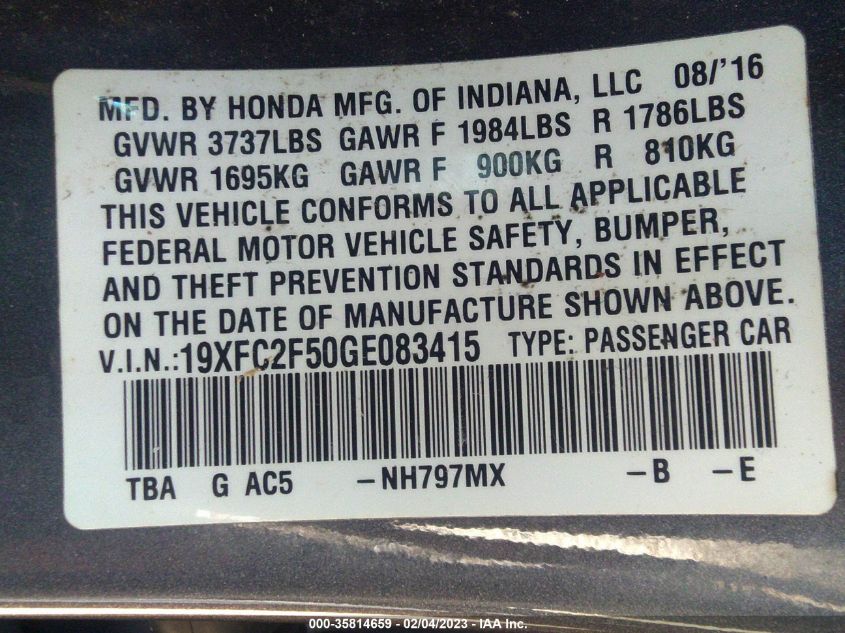 MFD. BY HONDA MFG. OF INDIANA, LLC 08/'16
GVWR 3737LBS GAWR F 1984LBS R 1786LBS
GVWR 1695KG GAWR F 900KG R 810KG
THIS VEHICLE CONFORMS TO ALL APPLICABLE
FEDERAL MOTOR VEHICLE SAFETY, BUMPER,
AND THEFT PREVENTION STANDARDS IN EFFECT
ON THE DATE OF MANUFACTURE SHOWN ABOVE.
V.I.N.:19XFC2F50GE083415 TYPE: PASSENGER CAR
TBA G AC5 –NH797MX –B –E
000-35814659 - 02/04/2023 - IAA Inc.